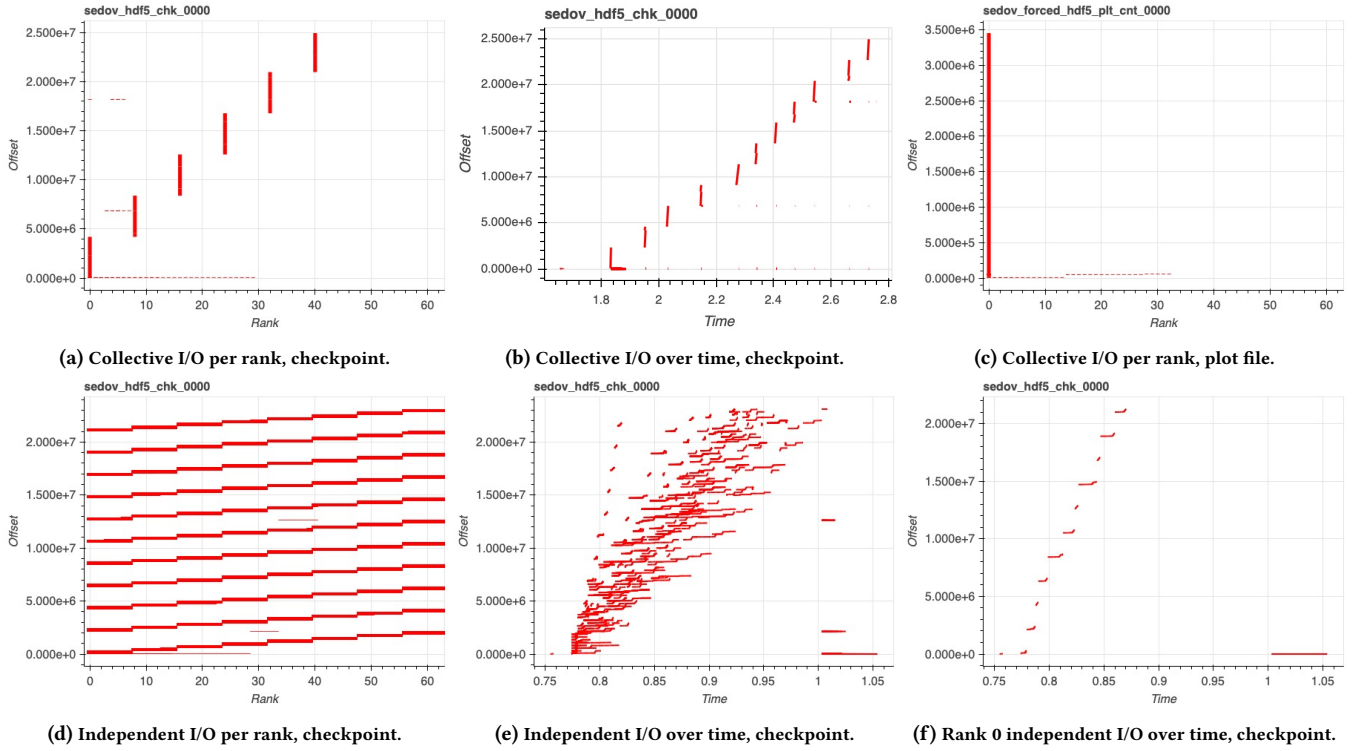 sedov_hdf5_chk_0000
2.500e+7
2.000e+7
1.500e+7
1.000e+7
5.000e+6
0.000e+0
Offset
0 10 20 30 40 50 60
Rank
(a) Collective I/O per rank, checkpoint.
sedov_hdf5_chk_0000
2.500e+7
2.000e+7
1.500e+7
1.000e+7
5.000e+6
0.000e+0
Offset
1.8 2 2.2 2.4 2.6 2.8
Time
(b) Collective I/O over time, checkpoint.
sedov_forced_hdf5_plt_cnt_0000
3.500e+6
3.000e+6
2.500e+6
2.000e+6
1.500e+6
1.000e+6
5.000e+5
0.000e+0
Offset
0 10 20 30 40 50 60
Rank
(c) Collective I/O per rank, plot file.
sedov_hdf5_chk_0000
2.000e+7
1.500e+7
1.000e+7
5.000e+6
0.000e+0
Offset
0 10 20 30 40 50 60
Rank
(d) Independent I/O per rank, checkpoint.
sedov_hdf5_chk_0000
2.000e+7
1.500e+7
1.000e+7
5.000e+6
0.000e+0
Offset
0.75 0.8 0.85 0.9 0.95 1 1.05
Time
(e) Independent I/O over time, checkpoint.
sedov_hdf5_chk_0000
2.000e+7
1.500e+7
1.000e+7
5.000e+6
0.000e+0
Offset
0.75 0.8 0.85 0.9 0.95 1 1.05
Time
(f) Rank 0 independent I/O over time, checkpoint.